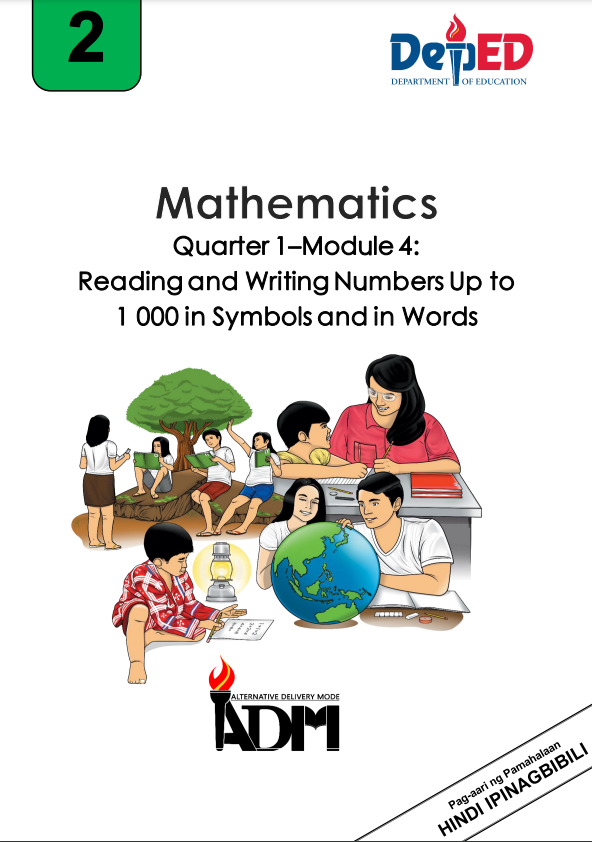 2
DepED
DEPARTMENT OF EDUCATION
Mathematics
Quarter 1–Module 4:
Reading and Writing Numbers Up to
1 000 in Symbols and in Words
ALTERNATIVE DELIVERY MODE
ADM
Pag-aari ng Pamahalaan
HINDI IPINAGBIBILI